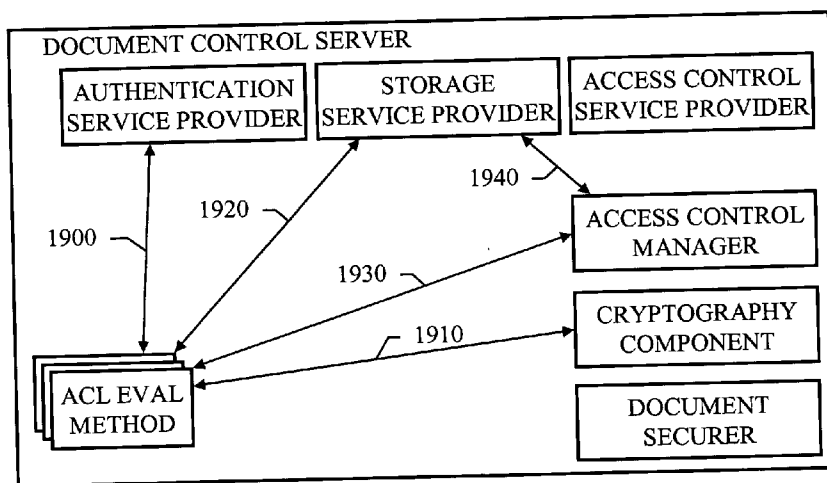 DOCUMENT CONTROL SERVER
AUTHENTICATION
SERVICE PROVIDER
STORAGE
SERVICE PROVIDER
ACCESS CONTROL
SERVICE PROVIDER
1940
1920
1900
ACCESS CONTROL
MANAGER
1930
CRYPTOGRAPHY
COMPONENT
1910
ACL EVAL
METHOD
DOCUMENT
SECURER